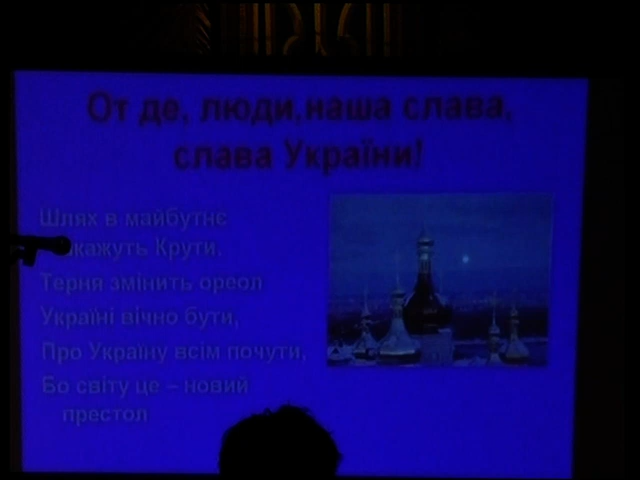 От де, люди,наша слава,
слава України!
Шлях в майбутнє
кажуть Крути,
Терня змінить ореол
Україні вічно бути,
Про Україну всім почути,
Бо світу це – новий
престол